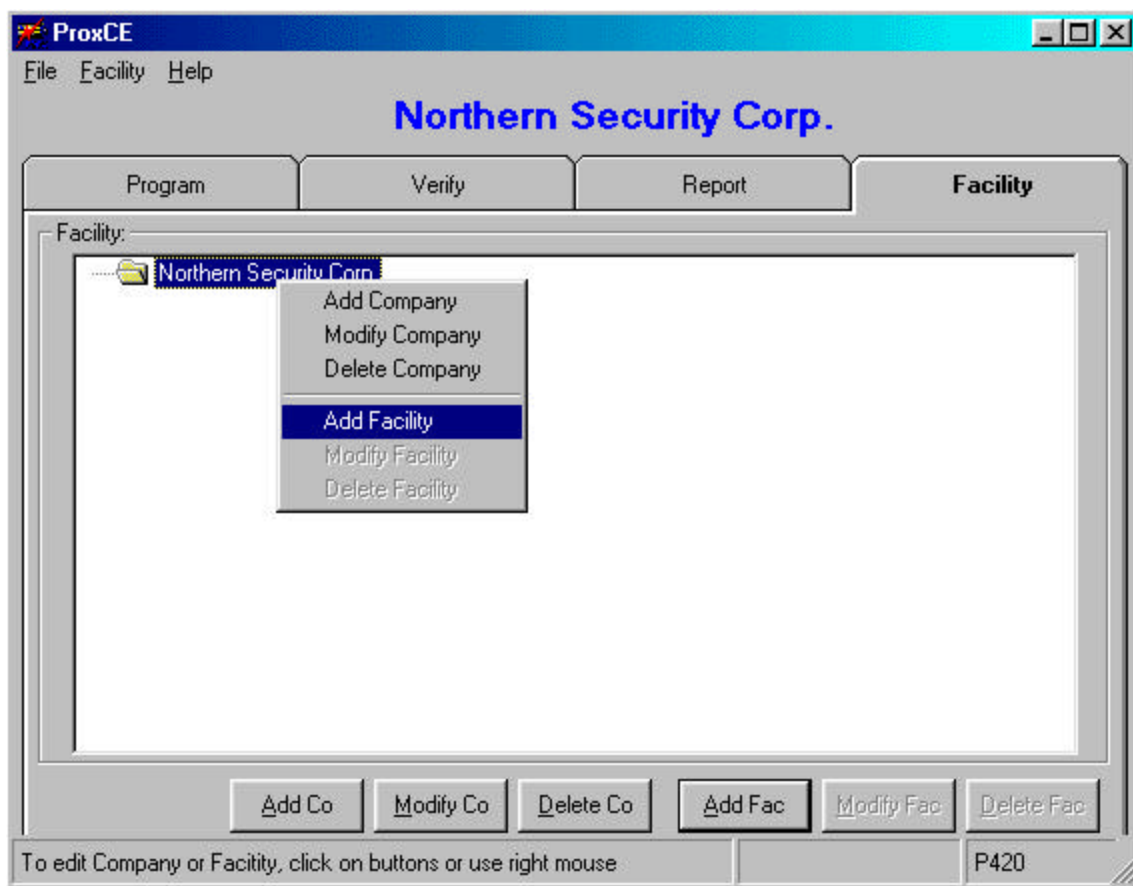 ProxCE
File Facility Help
Northern Security Corp.
Program Verify Report Facility
Facility:
Northern Security Corp
Add Company
Modify Company
Delete Company
Add Facility
Modify Facility
Delete Facility
Add Co Modify Co Delete Co Add Fac Modify Fac Delete Fac
To edit Company or Facitity, click on buttons or use right mouse P420